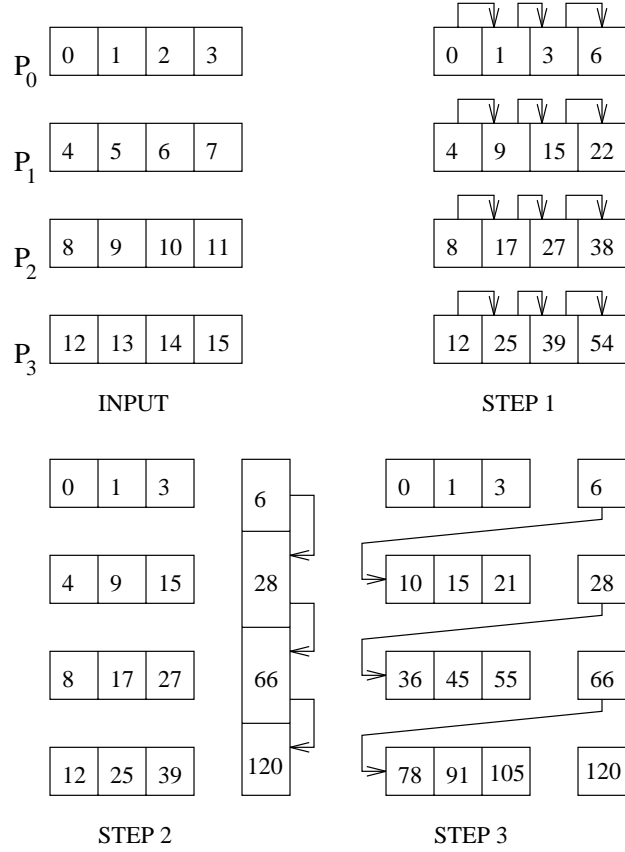 P0 0 1 2 3 0 1 3 6
P1 4 5 6 7 4 9 15 22
P2 8 9 10 11 8 17 27 38
P3 12 13 14 15 12 25 39 54
INPUT STEP 1
0 1 3 6 0 1 3 6
4 9 15 28 10 15 21 28
8 17 27 66 36 45 55 66
12 25 39 120 78 91 105 120
STEP 2 STEP 3